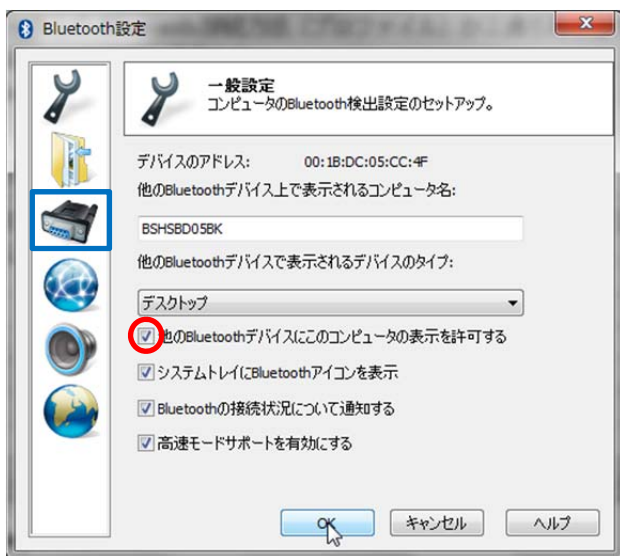 Bluetooth設定
一般設定
コンピュータのBluetooth検出設定のセットアップ。
デバイスのアドレス: 00:1B:DC:05:CC:4F
他のBluetoothデバイス上で表示されるコンピュータ名:
BSHSBD05BK
他のBluetoothデバイスで表示されるデバイスのタイプ:
デスクトップ
他のBluetoothデバイスにこのコンピュータの表示を許可する
システムトレイにBluetoothアイコンを表示
Bluetoothの接続状況について通知する
高速モードサポートを有効にする
OK キャンセル ヘルプ